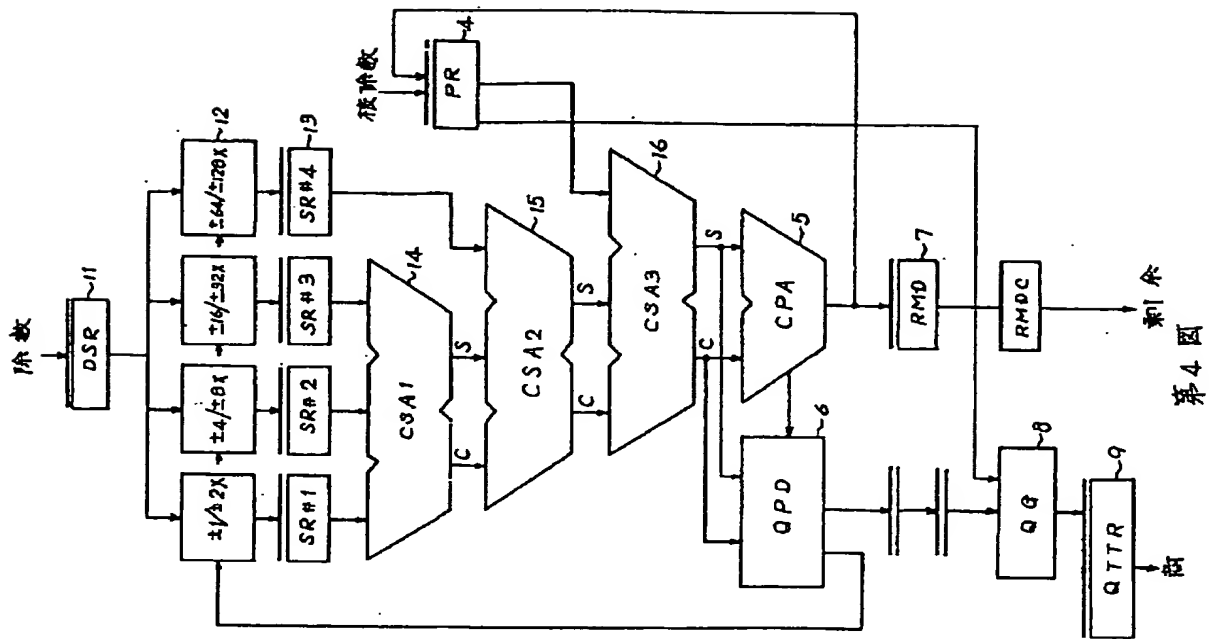 除数
DSR
11
±1/±2X
±4/±8X
±16/±32X
±64/±128X
12
SR#1
SR#2
SR#3
SR#4
13
CSA1
14
C
S
CSA2
15
C
S
被除数
PR
4
CSA3
16
C
S
CPA
5
QPD
6
RMD
7
RMDC
剰余
QG
8
QTTR
9
商
第4図